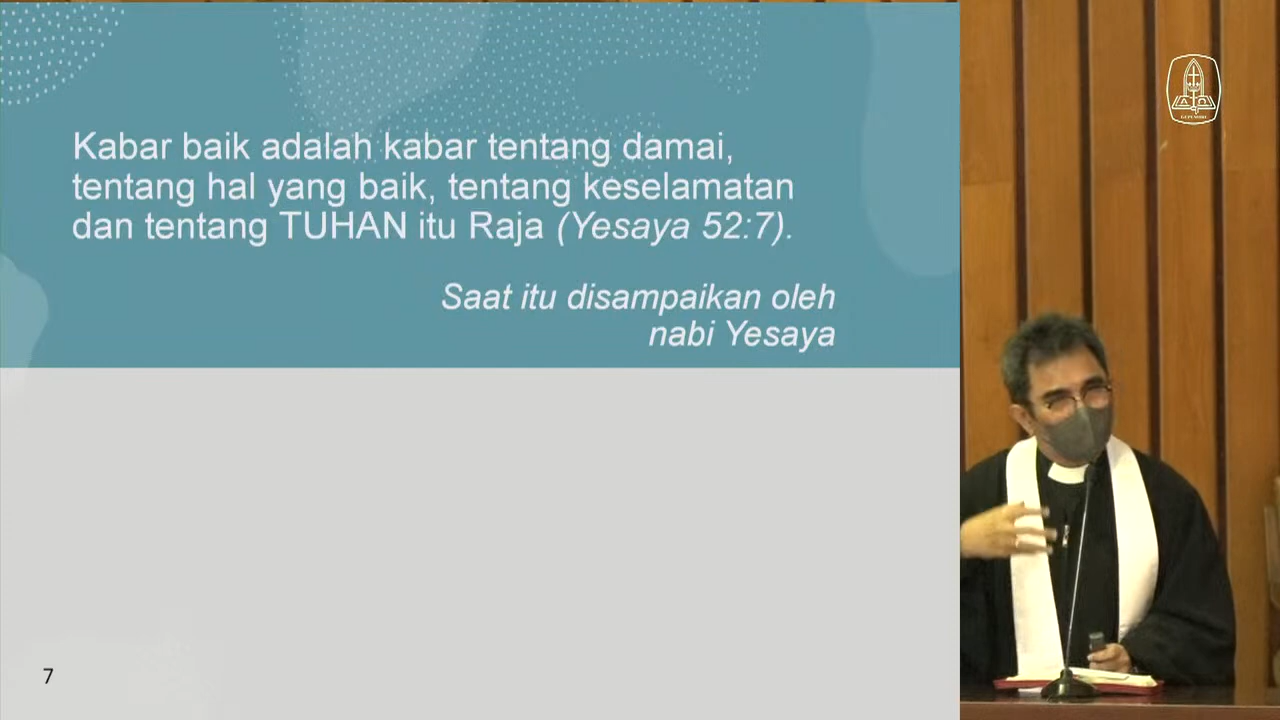 Kabar baik adalah kabar tentang damai,
tentang hal yang baik, tentang keselamatan
dan tentang TUHAN itu Raja (Yesaya 52:7).
Saat itu disampaikan oleh
nabi Yesaya
7